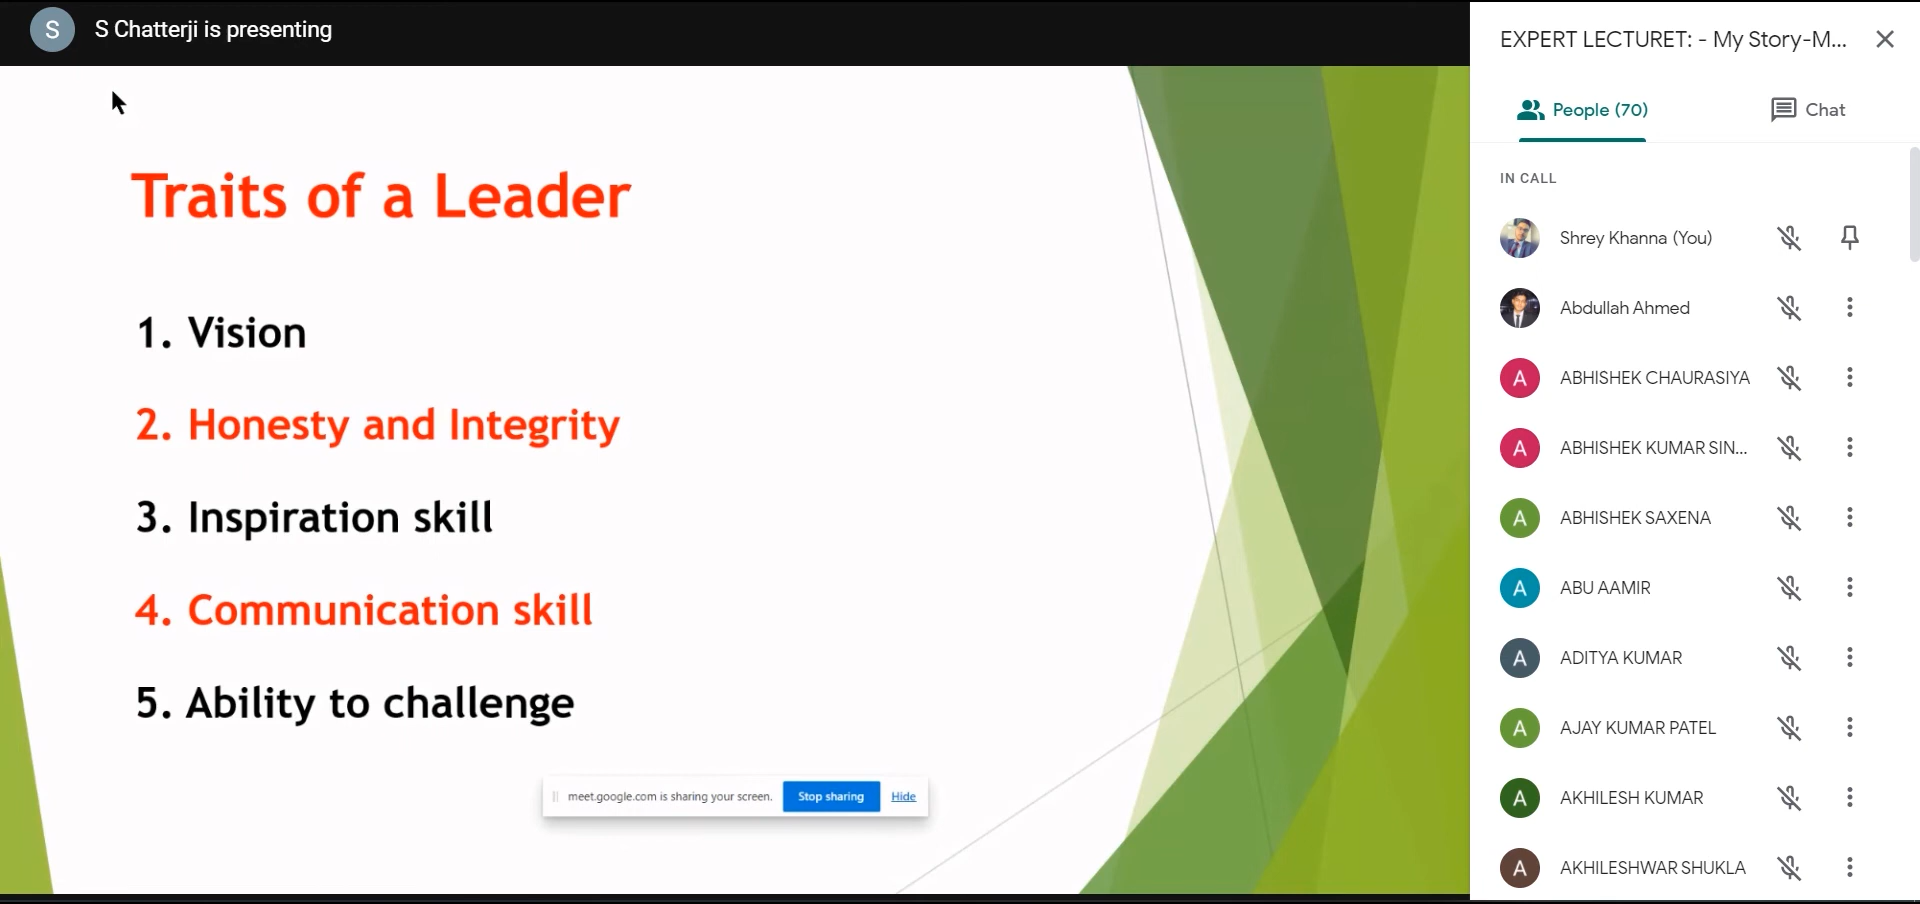 S
S Chatterji is presenting
Traits of a Leader
1. Vision
2. Honesty and Integrity
3. Inspiration skill
4. Communication skill
5. Ability to challenge
meet.google.com is sharing your screen. Stop sharing Hide
EXPERT LECTURET: - My Story-M...
People (70) Chat
IN CALL
Shrey Khanna (You)
Abdullah Ahmed
A ABHISHEK CHAURASIYA
A ABHISHEK KUMAR SIN...
A ABHISHEK SAXENA
A ABU AAMIR
A ADITYA KUMAR
A AJAY KUMAR PATEL
A AKHILESH KUMAR
A AKHILESHWAR SHUKLA